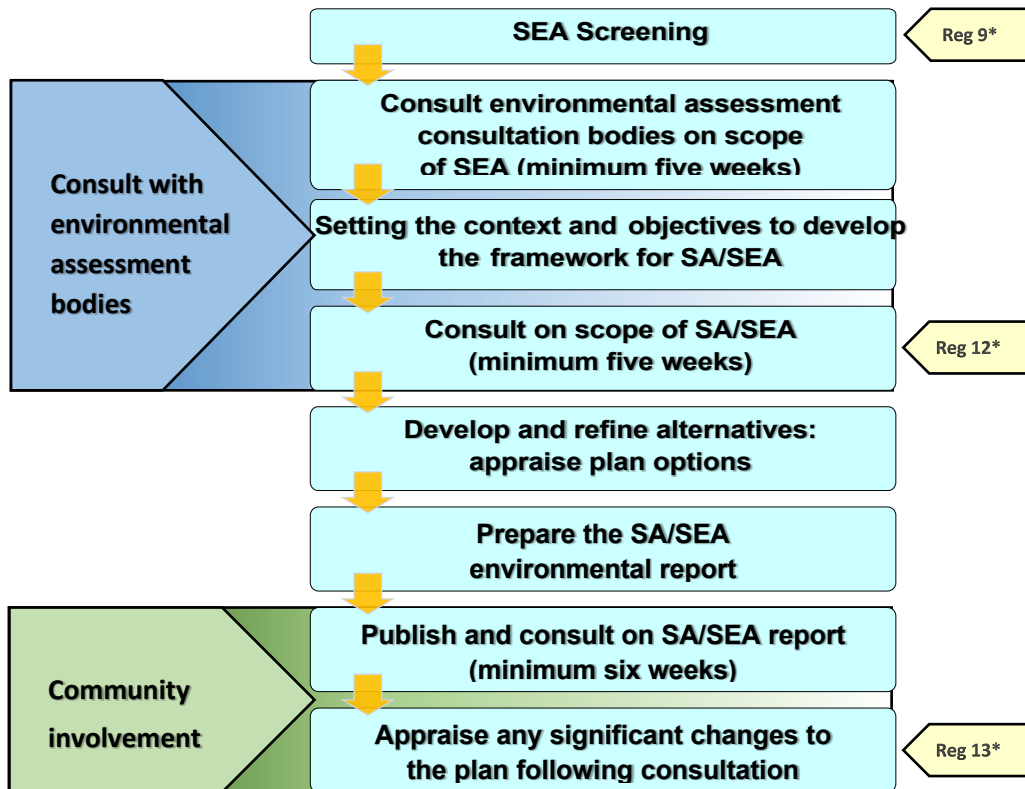 SEA Screening
Reg 9*
Consult environmental assessment
consultation bodies on scope
of SEA (minimum five weeks)
Consult with
environmental
assessment
bodies
Setting the context and objectives to develop
the framework for SA/SEA
Consult on scope of SA/SEA
(minimum five weeks)
Reg 12*
Develop and refine alternatives:
appraise plan options
Prepare the SA/SEA
environmental report
Publish and consult on SA/SEA report
(minimum six weeks)
Community
involvement
Appraise any significant changes to
the plan following consultation
Reg 13*